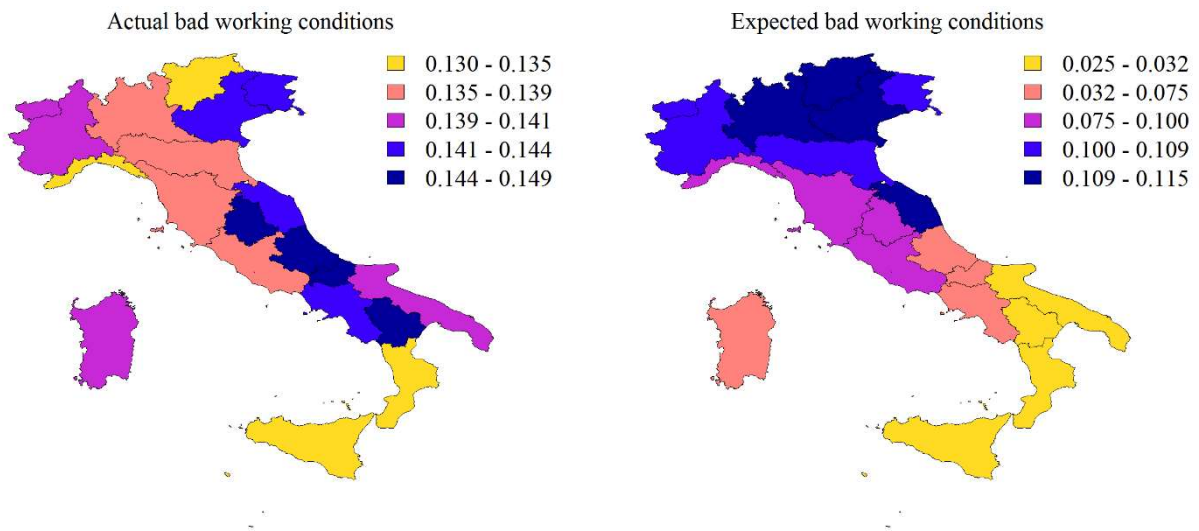 Actual bad working conditions
0.130 - 0.135
0.135 - 0.139
0.139 - 0.141
0.141 - 0.144
0.144 - 0.149
Expected bad working conditions
0.025 - 0.032
0.032 - 0.075
0.075 - 0.100
0.100 - 0.109
0.109 - 0.115